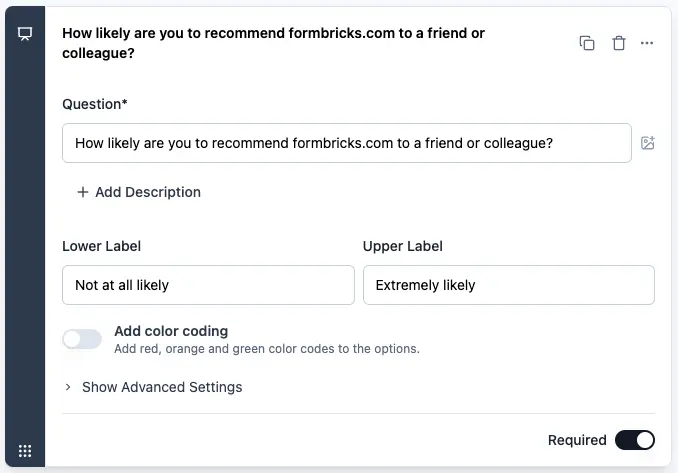 How likely are you to recommend formbricks.com to a friend or
colleague?
Question*
How likely are you to recommend formbricks.com to a friend or colleague?
+ Add Description
Lower Label
Upper Label
Not at all likely
Extremely likely
Add color coding
Add red, orange and green color codes to the options.
Show Advanced Settings
Required